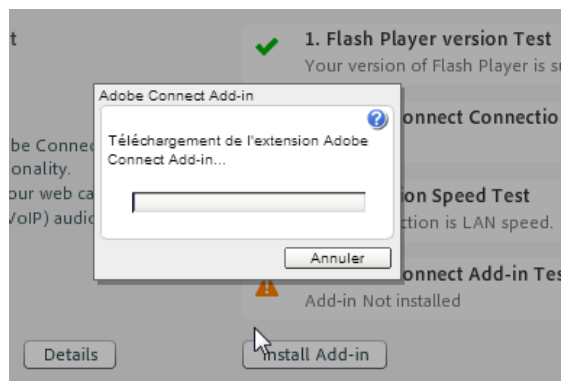 t
1. Flash Player version Test
Your version of Flash Player is su
Adobe Connect Add-in
Téléchargement de l'extension Adobe
Connect Add-in...
Annuler
be Connec
onality.
our web ca
VoIP) audio
onnect Connectio
ion Speed Test
ction is LAN speed.
onnect Add-in Tes
Add-in Not installed
Details
Install Add-in